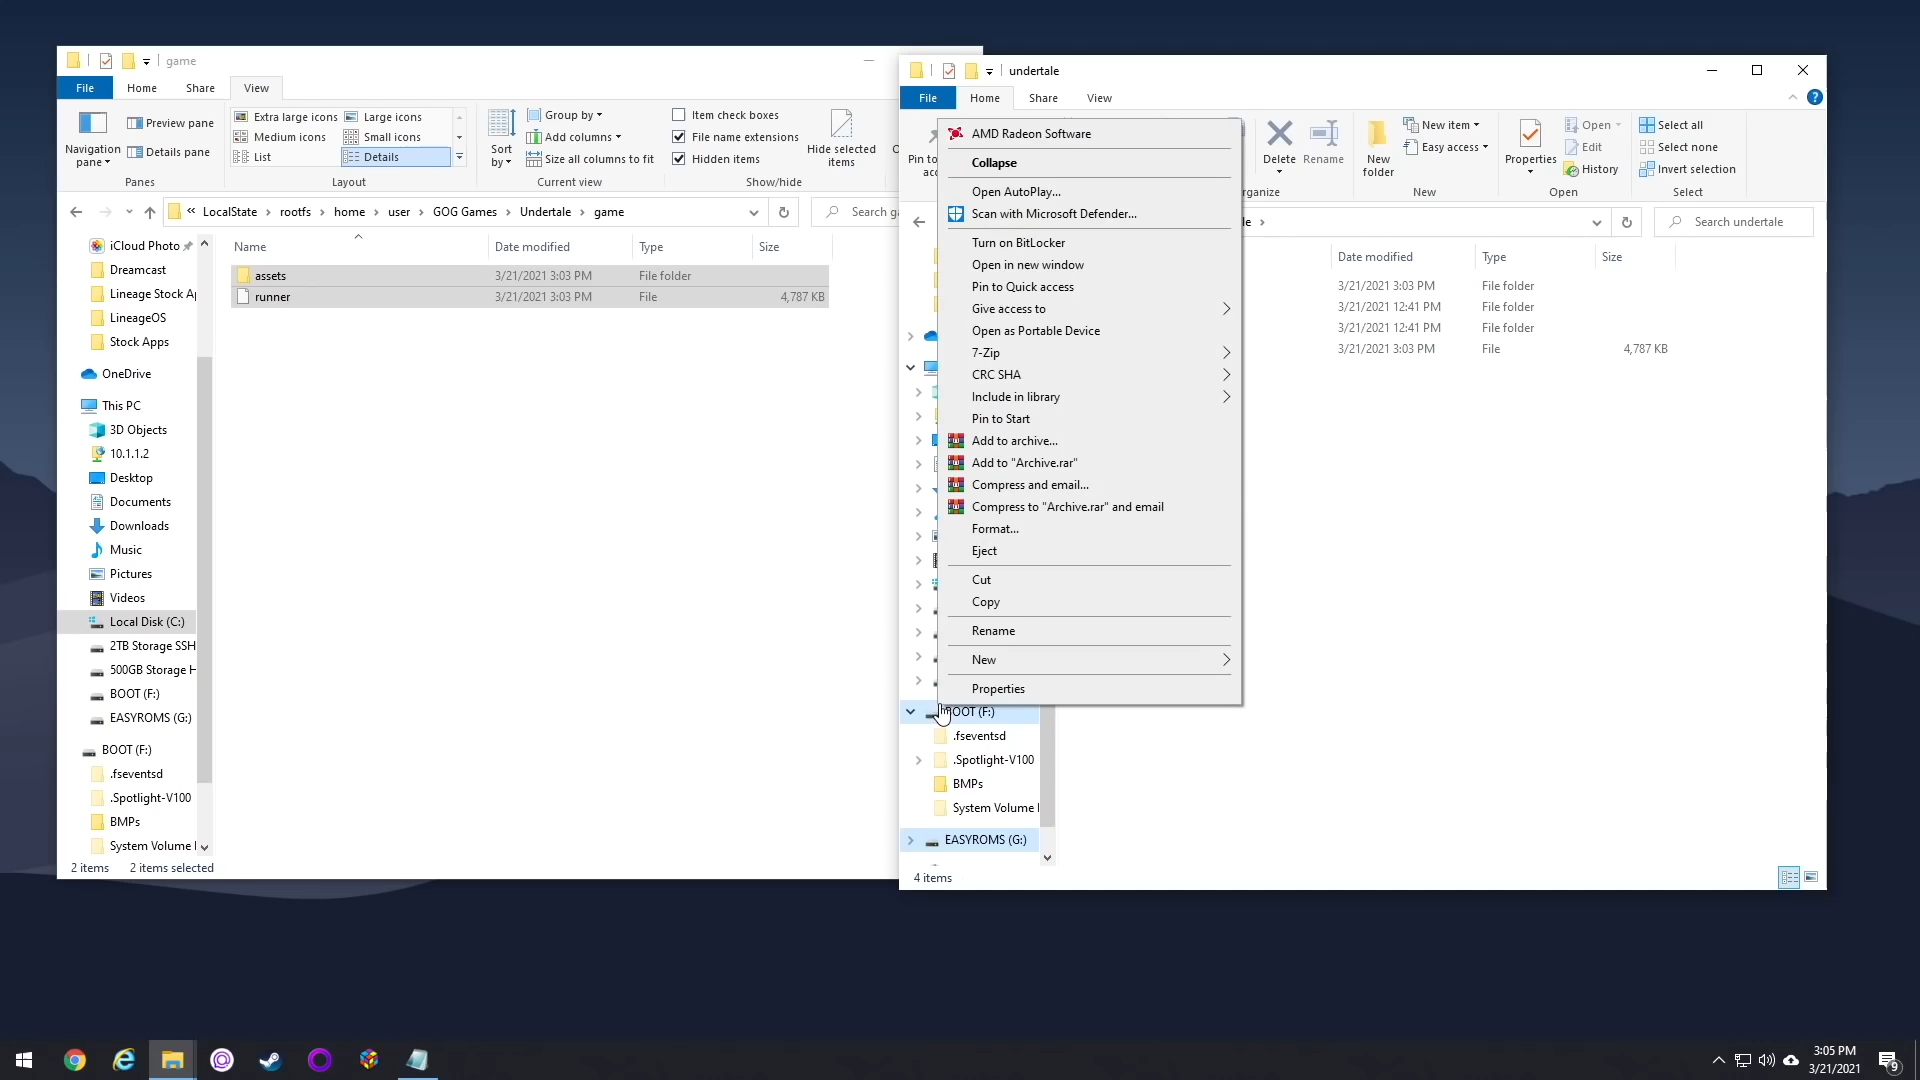 game
File
Home
Share
View
Navigation pane
Preview pane
Details pane
Panes
Extra large icons
Large icons
Medium icons
Small icons
List
Details
Layout
Sort by
Group by
Add columns
Size all columns to fit
Current view
Item check boxes
File name extensions
Hidden items
Hide selected items
Show/hide
« LocalState > rootfs > home > user > GOG Games > Undertale > game
Search ga
Name
Date modified
Type
Size
assets
3/21/2021 3:03 PM
File folder
runner
3/21/2021 3:03 PM
File
4,787 KB
iCloud Photo
Dreamcast
Lineage Stock Ap
LineageOS
Stock Apps
OneDrive
This PC
3D Objects
10.1.1.2
Desktop
Documents
Downloads
Music
Pictures
Videos
Local Disk (C:)
2TB Storage SSH
500GB Storage H
BOOT (F:)
EASYROMS (G:)
BOOT (F:)
.fseventsd
.Spotlight-V100
BMPs
System Volume I
2 items
2 items selected
undertale
File
Home
Share
View
Pin to
Delete
Rename
New folder
New item
Easy access
New
Properties
Open
Edit
History
Open
Select all
Select none
Invert selection
Select
Search undertale
Date modified
Type
Size
3/21/2021 3:03 PM
File folder
3/21/2021 12:41 PM
File folder
3/21/2021 12:41 PM
File folder
3/21/2021 3:03 PM
File
4,787 KB
AMD Radeon Software
Collapse
Open AutoPlay...
Scan with Microsoft Defender...
Turn on BitLocker
Open in new window
Pin to Quick access
Give access to
Open as Portable Device
7-Zip
CRC SHA
Include in library
Pin to Start
Add to archive...
Add to "Archive.rar"
Compress and email...
Compress to "Archive.rar" and email
Format...
Eject
Cut
Copy
Rename
New
Properties
OOT (F:)
.fseventsd
.Spotlight-V100
BMPs
System Volume I
EASYROMS (G:)
4 items
3:05 PM
3/21/2021
9